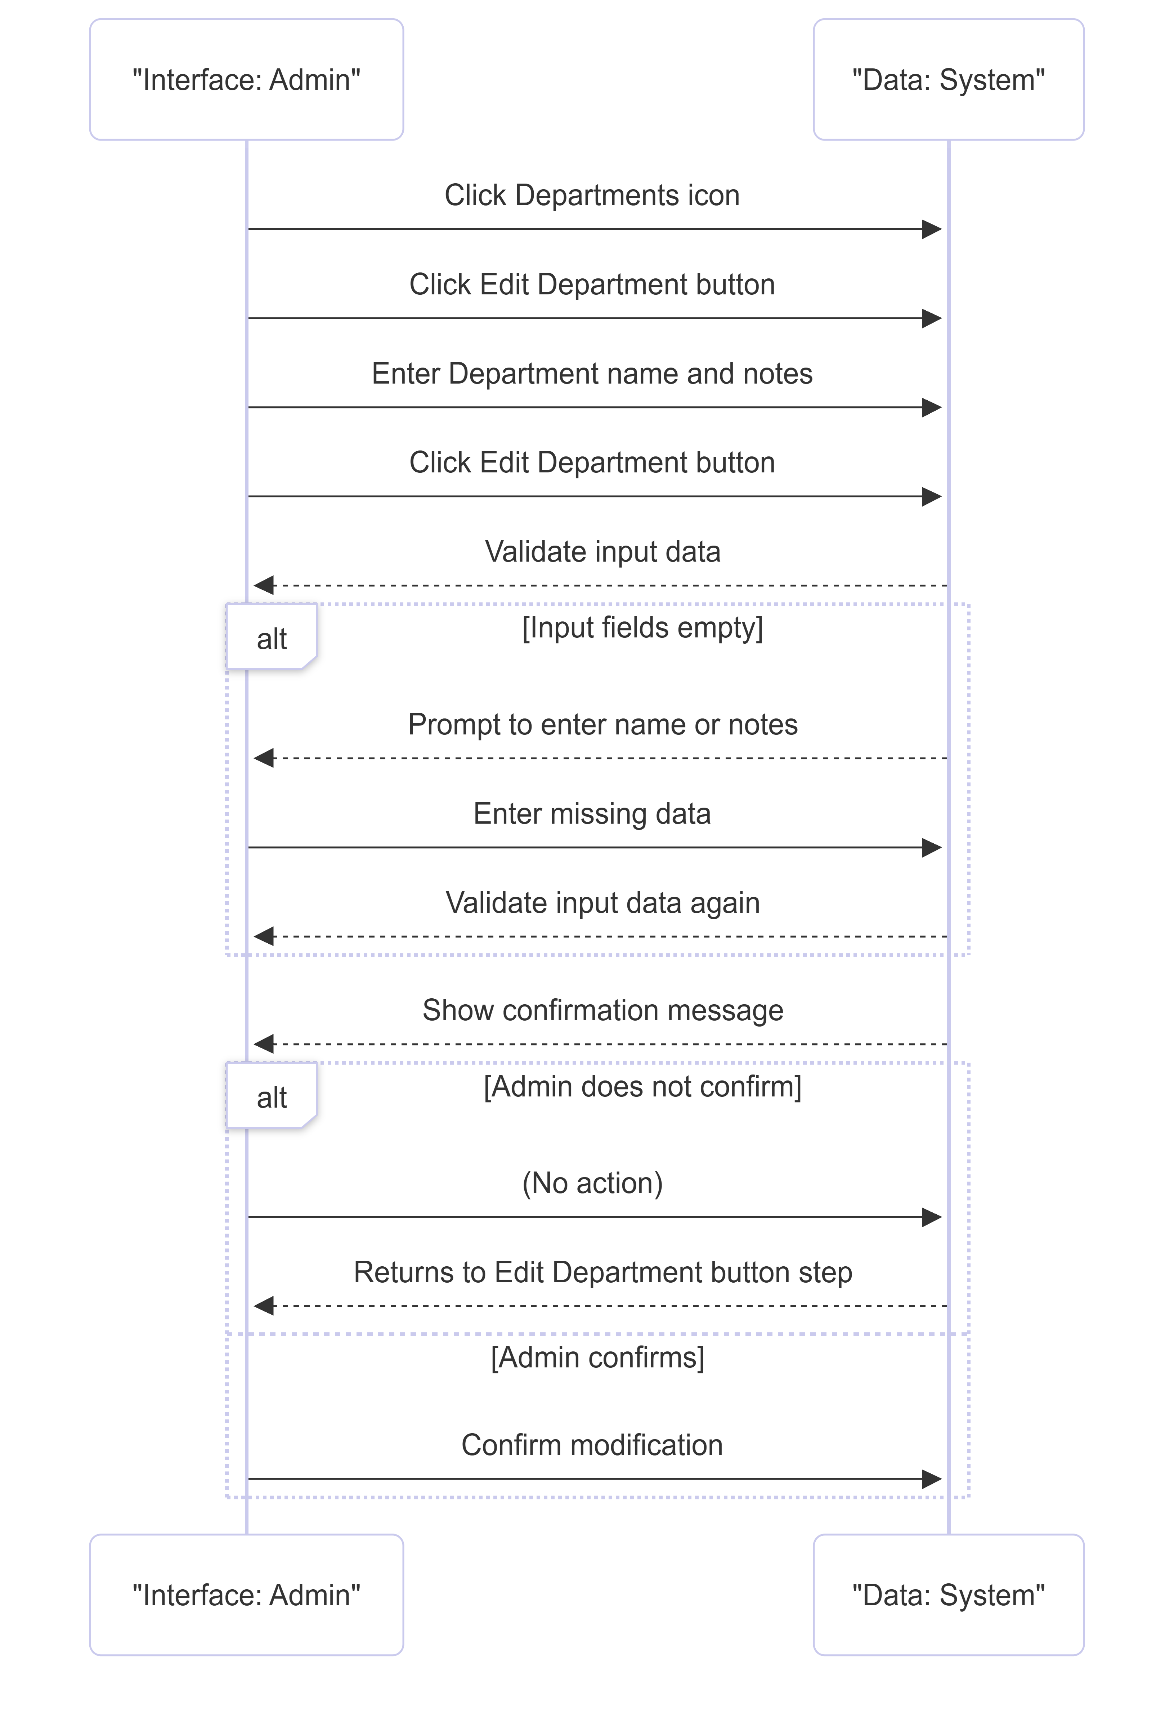 "Interface: Admin"
"Data: System"
Click Departments icon
Click Edit Department button
Enter Department name and notes
Click Edit Department button
Validate input data
alt
[Input fields empty]
Prompt to enter name or notes
Enter missing data
Validate input data again
Show confirmation message
alt
[Admin does not confirm]
(No action)
Returns to Edit Department button step
[Admin confirms]
Confirm modification
"Interface: Admin"
"Data: System"